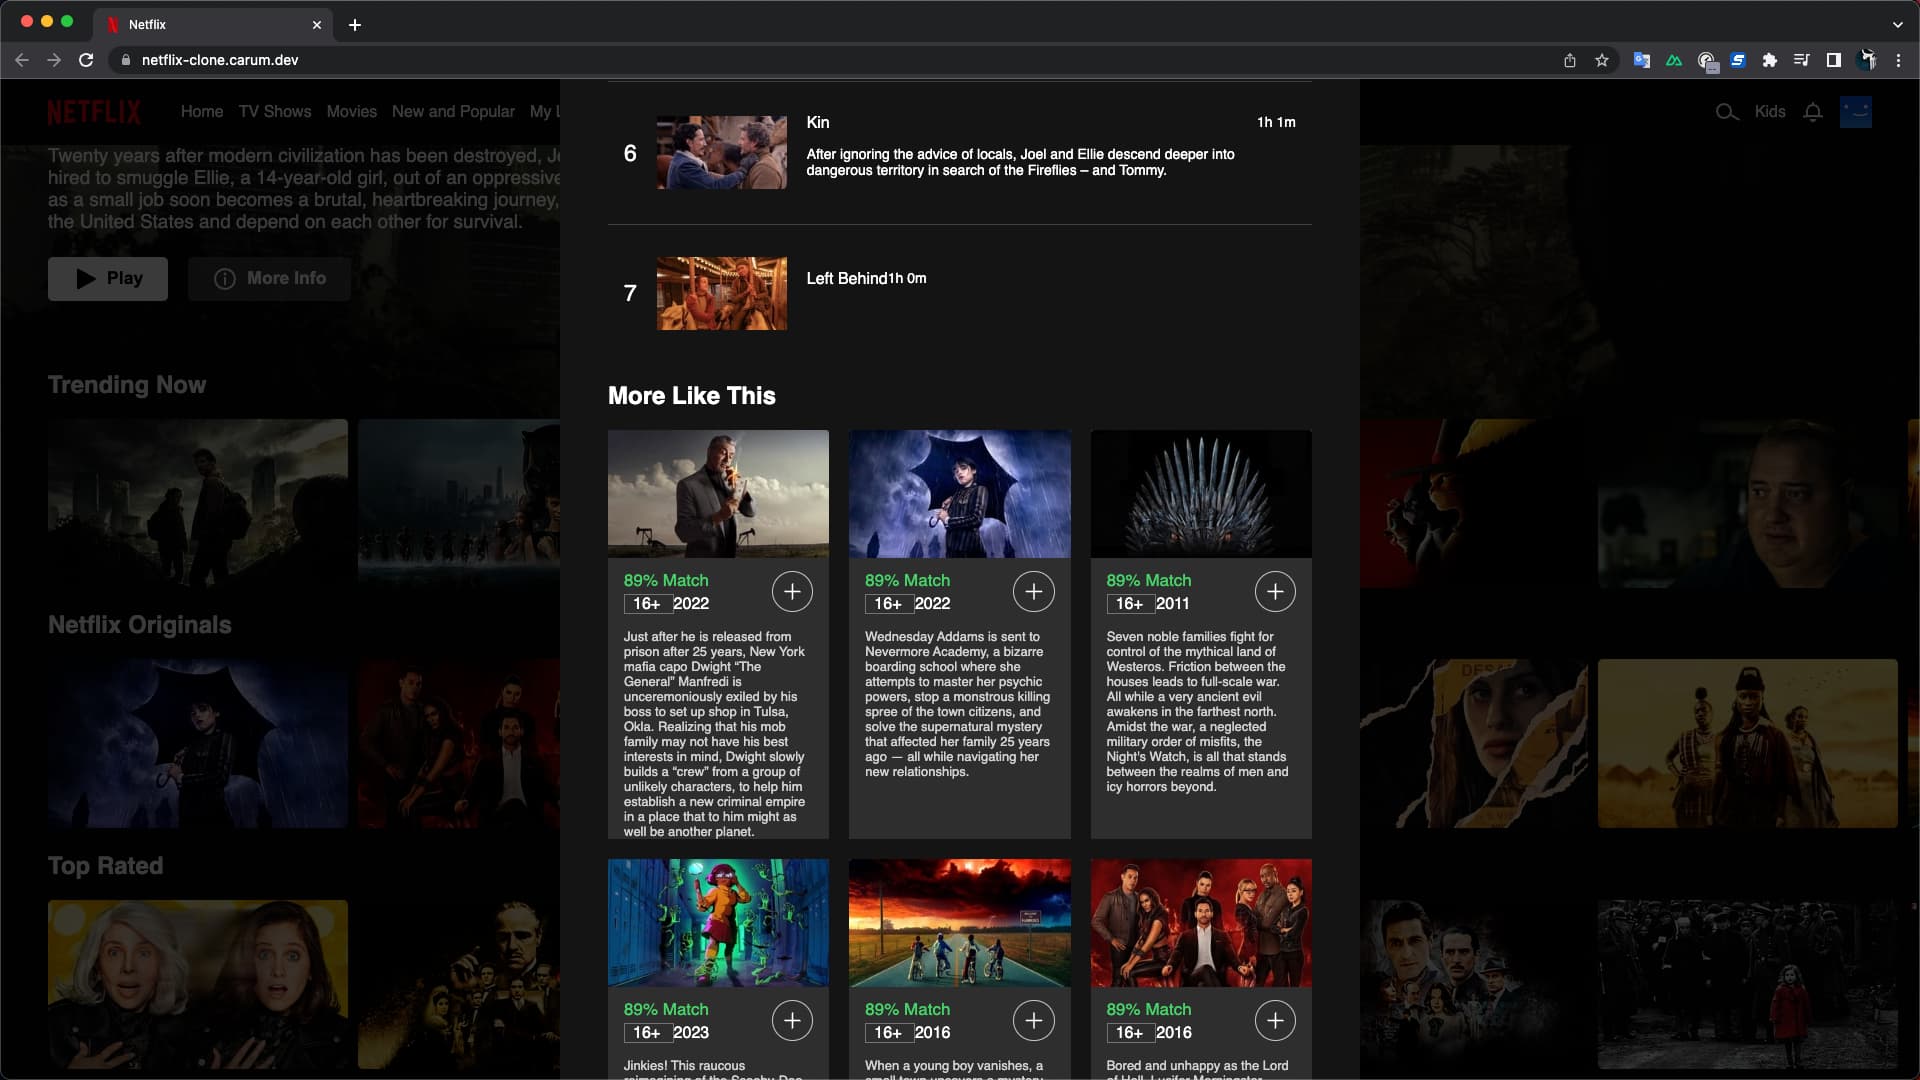 Netflix
netflix-clone.carum.dev
NETFLIX
Home TV Shows Movies New and Popular My L
Kids
Twenty years after modern civilization has been destroyed, Jo
hired to smuggle Ellie, a 14-year-old girl, out of an oppressive
as a small job soon becomes a brutal, heartbreaking journey,
the United States and depend on each other for survival.
Play
More Info
6
Kin
1h 1m
After ignoring the advice of locals, Joel and Ellie descend deeper into
dangerous territory in search of the Fireflies – and Tommy.
7
Left Behind1h 0m
More Like This
89% Match
16+ 2022
Just after he is released from
prison after 25 years, New York
mafia capo Dwight “The
General” Manfredi is
unceremoniously exiled by his
boss to set up shop in Tulsa,
Okla. Realizing that his mob
family may not have his best
interests in mind, Dwight slowly
builds a “crew” from a group of
unlikely characters, to help him
establish a new criminal empire
in a place that to him might as
well be another planet.
89% Match
16+ 2022
Wednesday Addams is sent to
Nevermore Academy, a bizarre
boarding school where she
attempts to master her psychic
powers, stop a monstrous killing
spree of the town citizens, and
solve the supernatural mystery
that affected her family 25 years
ago — all while navigating her
new relationships.
89% Match
16+ 2011
Seven noble families fight for
control of the mythical land of
Westeros. Friction between the
houses leads to full-scale war.
All while a very ancient evil
awakens in the farthest north.
Amidst the war, a neglected
military order of misfits, the
Night's Watch, is all that stands
between the realms of men and
icy horrors beyond.
89% Match
16+ 2023
Jinkies! This raucous
89% Match
16+ 2016
When a young boy vanishes, a
89% Match
16+ 2016
Bored and unhappy as the Lord
Trending Now
Netflix Originals
DESA
Top Rated